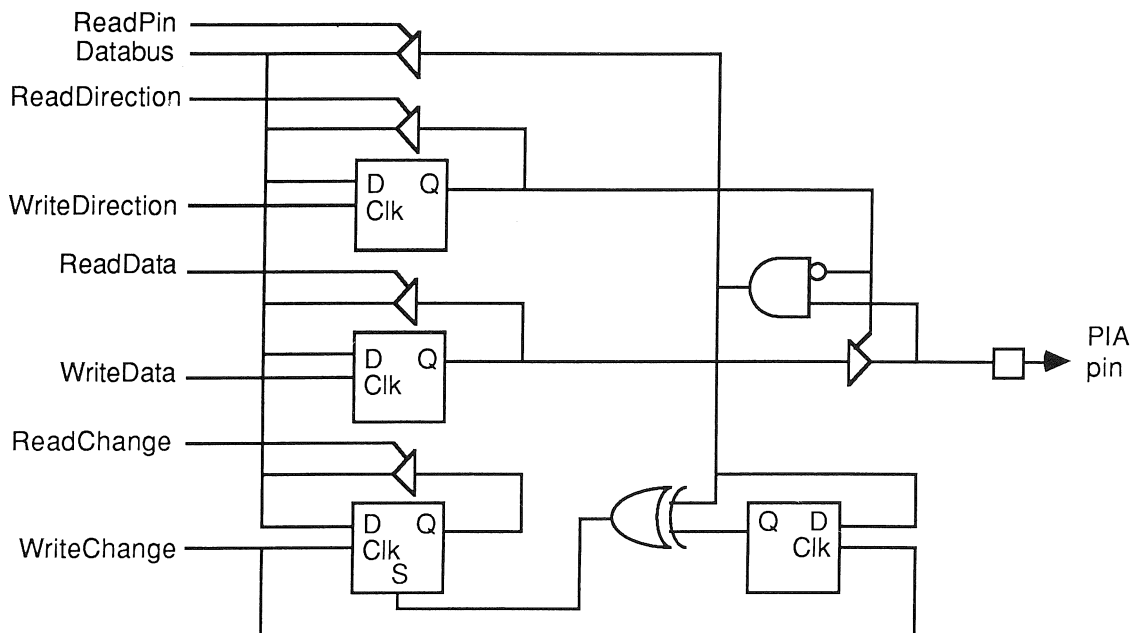 ReadPin
Databus
ReadDirection
D Q
WriteDirection
Clk
ReadData
PIA
pin
D Q
WriteData
Clk
ReadChange
D Q
Q D
WriteChange
Clk
Clk
S